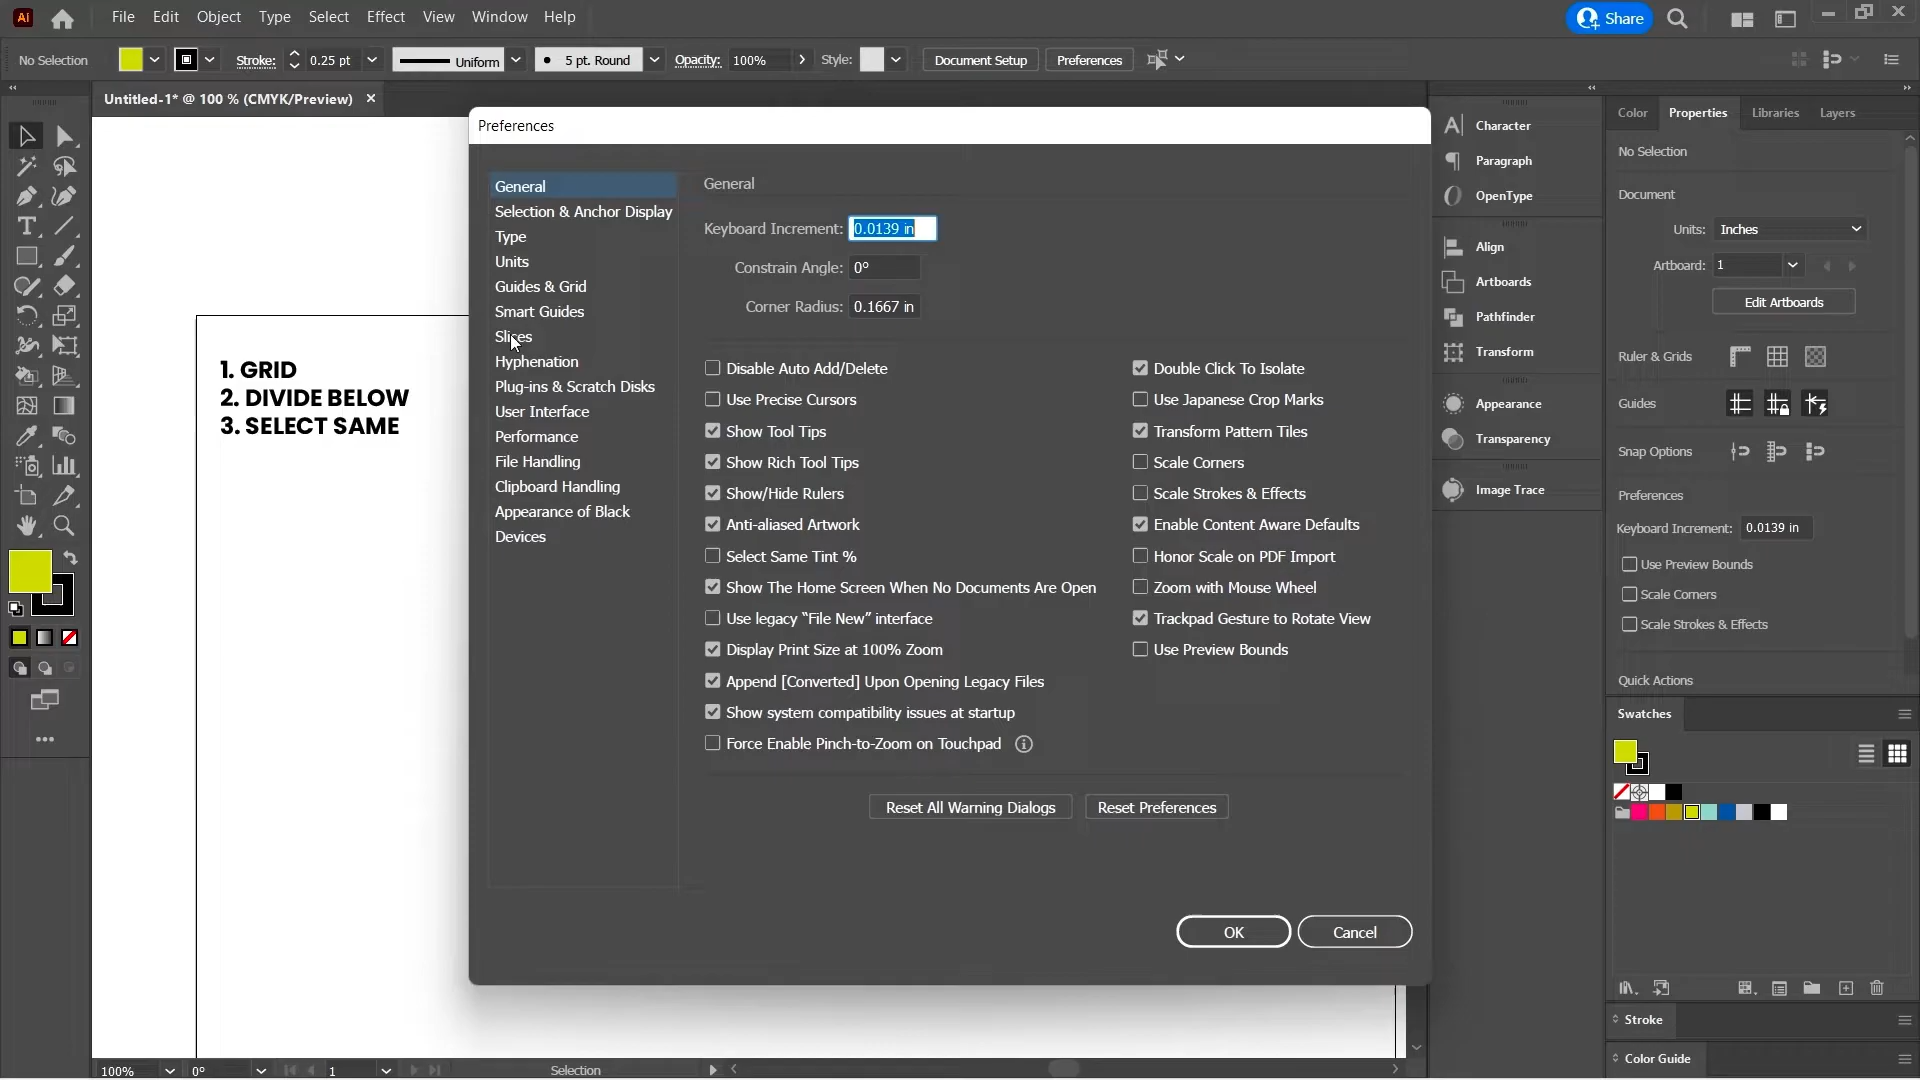 Ai File Edit Object Type Select Effect View Window Help Share
No Selection Stroke: 0.25 pt Uniform 5 pt. Round Opacity: 100% Style: Document Setup Preferences
Untitled-1* @ 100 % (CMYK/Preview)
1. GRID
2. DIVIDE BELOW
3. SELECT SAME
Preferences
General
Selection & Anchor Display
Type
Units
Guides & Grid
Smart Guides
Slices
Hyphenation
Plug-ins & Scratch Disks
User Interface
Performance
File Handling
Clipboard Handling
Appearance of Black
Devices
General
Keyboard Increment: 0.0139 in
Constrain Angle: 0°
Corner Radius: 0.1667 in
Disable Auto Add/Delete
Use Precise Cursors
Show Tool Tips
Show Rich Tool Tips
Show/Hide Rulers
Anti-aliased Artwork
Select Same Tint %
Show The Home Screen When No Documents Are Open
Use legacy “File New” interface
Display Print Size at 100% Zoom
Append [Converted] Upon Opening Legacy Files
Show system compatibility issues at startup
Force Enable Pinch-to-Zoom on Touchpad
Double Click To Isolate
Use Japanese Crop Marks
Transform Pattern Tiles
Scale Corners
Scale Strokes & Effects
Enable Content Aware Defaults
Honor Scale on PDF Import
Zoom with Mouse Wheel
Trackpad Gesture to Rotate View
Use Preview Bounds
Reset All Warning Dialogs Reset Preferences
OK Cancel
Character
Paragraph
OpenType
Align
Artboards
Pathfinder
Transform
Appearance
Transparency
Image Trace
Color Properties Libraries Layers
No Selection
Document
Units: Inches
Artboard: 1
Edit Artboards
Ruler & Grids
Guides
Snap Options
Preferences
Keyboard Increment: 0.0139 in
Use Preview Bounds
Scale Corners
Scale Strokes & Effects
Quick Actions
Swatches
Stroke
Color Guide
100% 0° 1 Selection